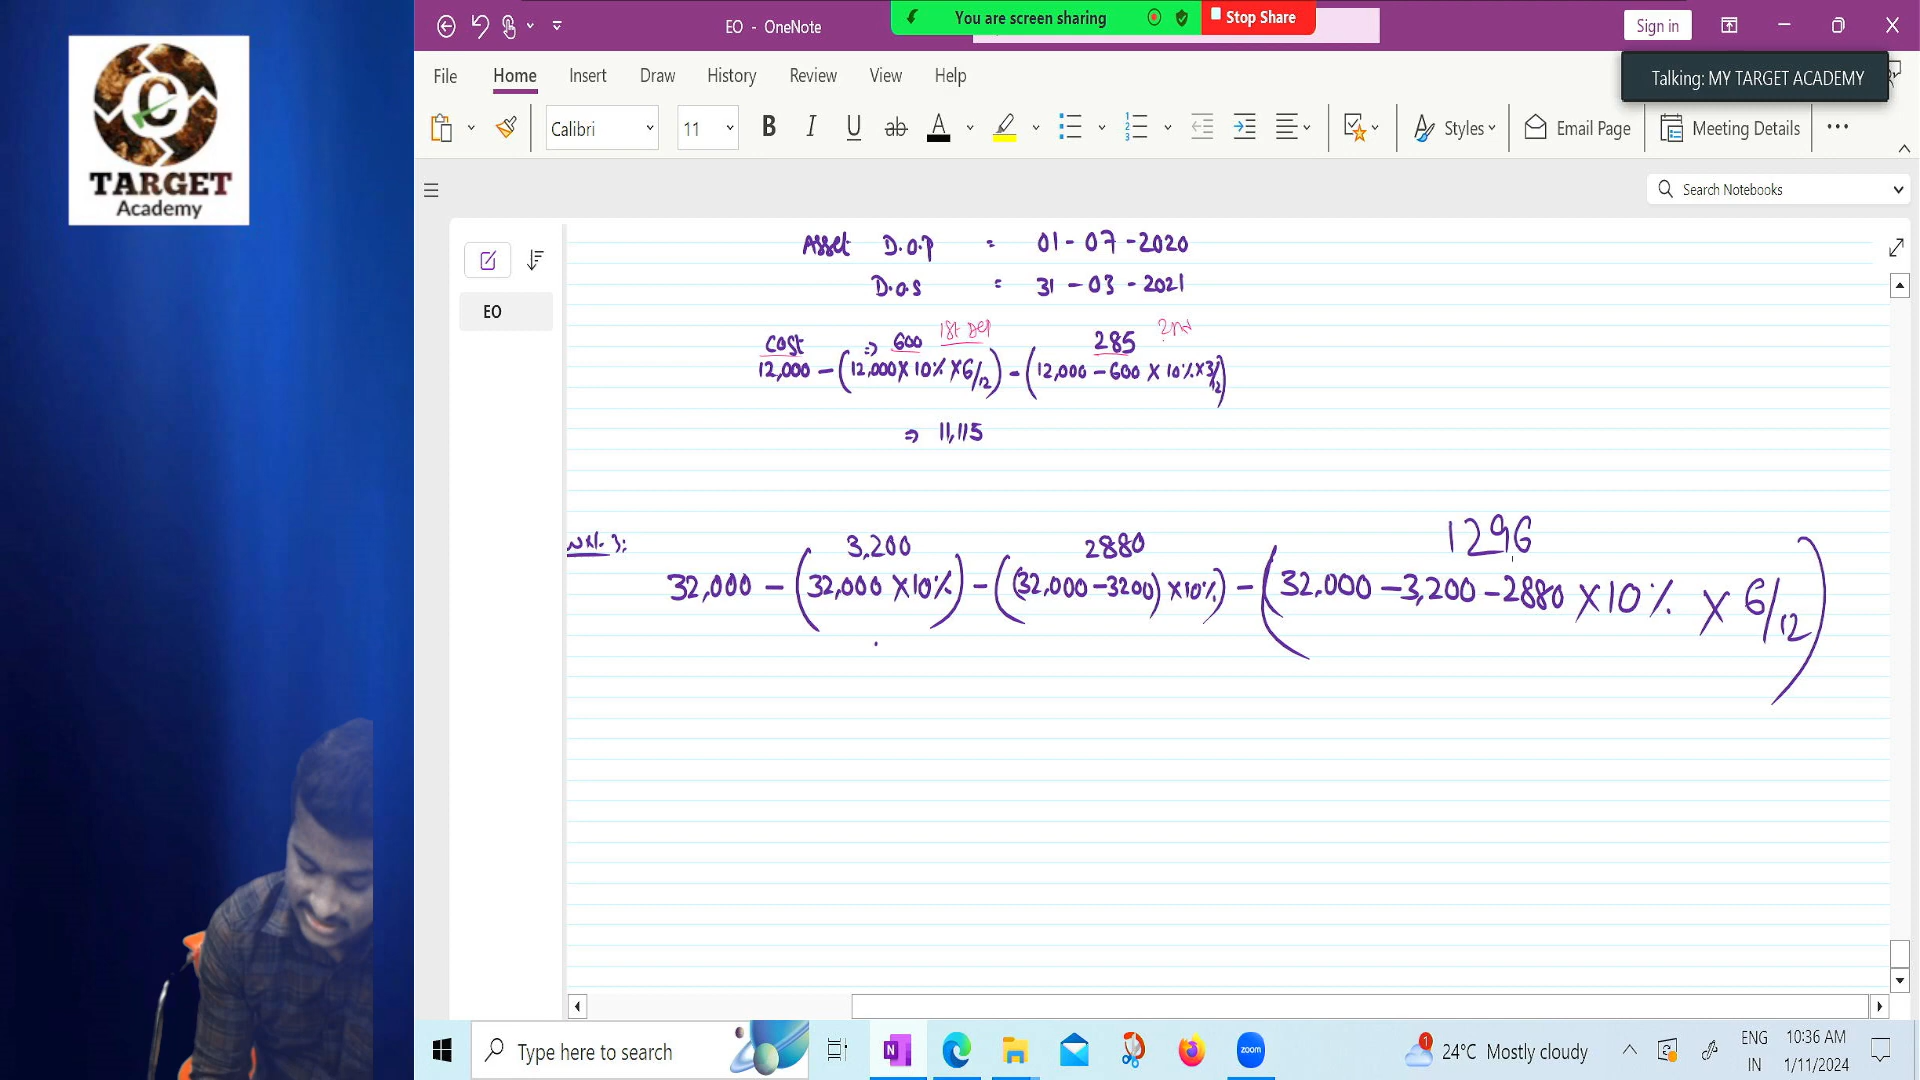 TARGET
Academy
EO - OneNote
You are screen sharing
Stop Share
Sign in
Talking: MY TARGET ACADEMY
File Home Insert Draw History Review View Help
Calibri 11 B I U ab A Styles Email Page Meeting Details
Search Notebooks
EO
Asset D.O.P = 01-07-2020
D.O.S = 31-03-2021
1st Dep 2nd
Cost => 600 285
12,000 - (12,000 X 10% X 6/12) - (12,000 - 600 X 10% X 3/12)
=> 11,115
3,200 2880 1296
32,000 - (32,000 X 10%) - ((32,000 - 3200) X 10%) - (32,000 - 3,200 - 2880 X 10% X 6/12)
Type here to search
zoom
1
24°C Mostly cloudy
ENG
IN
10:36 AM
1/11/2024